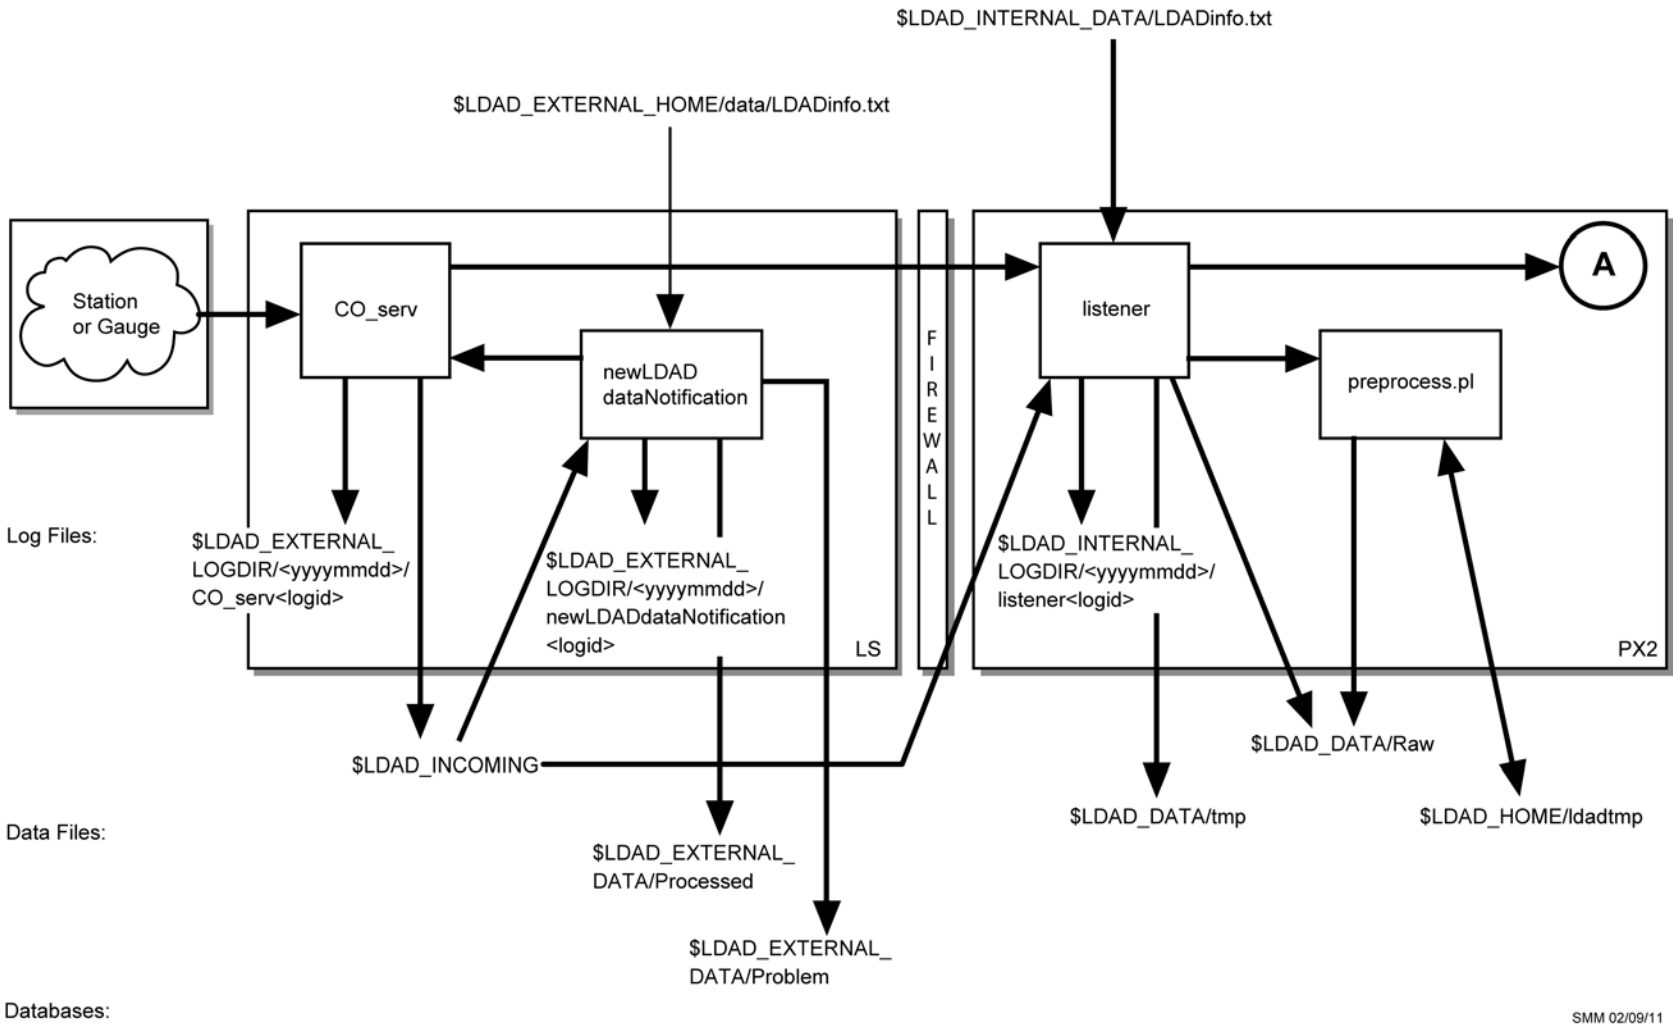 $LDAD_INTERNAL_DATA/LDADinfo.txt
$LDAD_EXTERNAL_HOME/data/LDADinfo.txt
Station
or Gauge
CO_serv
newLDAD
dataNotification
FIREWALL
listener
A
preprocess.pl
Log Files:
$LDAD_EXTERNAL_
LOGDIR/<yyyymmdd>/
CO_serv<logid>
$LDAD_EXTERNAL_
LOGDIR/<yyyymmdd>/
newLDADdataNotification
<logid>
LS
$LDAD_INTERNAL_
LOGDIR/<yyyymmdd>/
listener<logid>
PX2
$LDAD_INCOMING
$LDAD_DATA/Raw
$LDAD_DATA/tmp
$LDAD_HOME/ldadtmp
Data Files:
$LDAD_EXTERNAL_
DATA/Processed
$LDAD_EXTERNAL_
DATA/Problem
Databases:
SMM 02/09/11